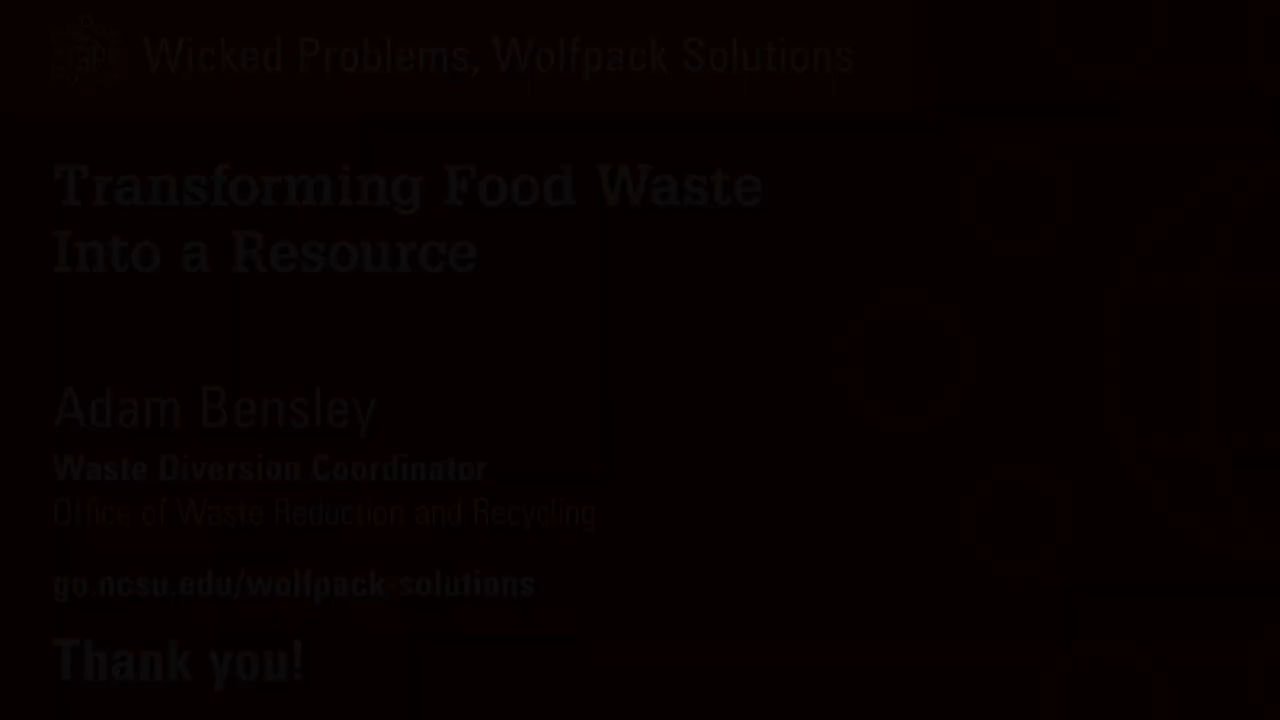 Wicked Problems, Wolfpack Solutions
Transforming Food Waste
Into a Resource
Adam Bensley
Waste Diversion Coordinator
Office of Waste Reduction and Recycling
go.ncsu.edu/wolfpack-solutions
Thank you!